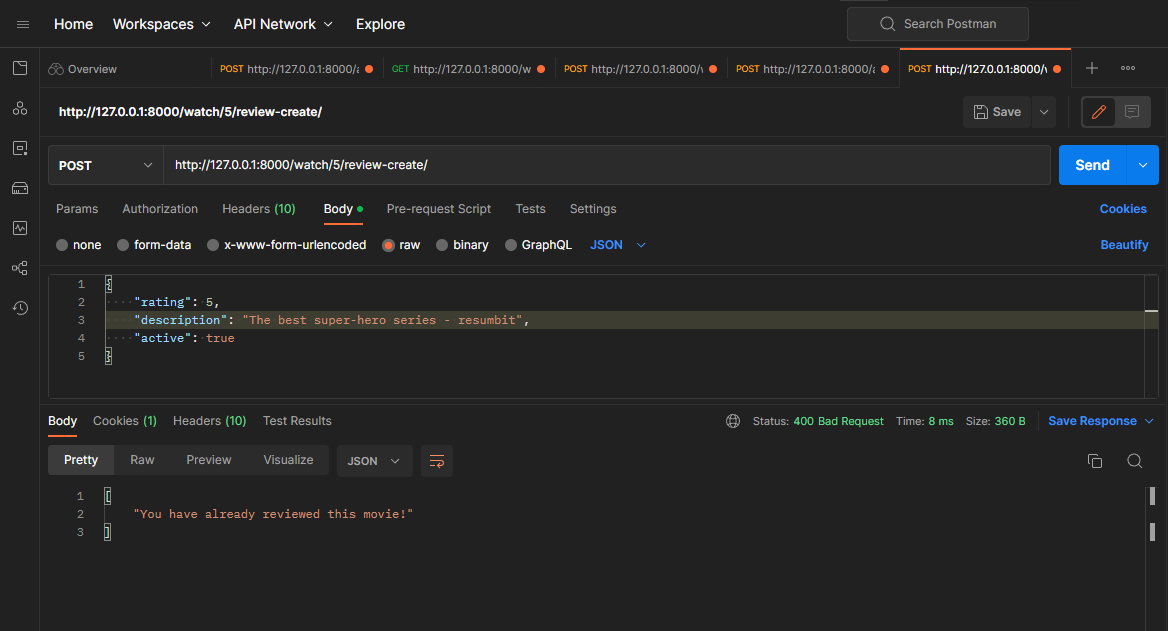 Home Workspaces API Network Explore Search Postman
Overview POST http://127.0.0.1:8000/a GET http://127.0.0.1:8000/w POST http://127.0.0.1:8000/w POST http://127.0.0.1:8000/a POST http://127.0.0.1:8000/w
http://127.0.0.1:8000/watch/5/review-create/ Save
POST http://127.0.0.1:8000/watch/5/review-create/ Send
Params Authorization Headers (10) Body Pre-request Script Tests Settings Cookies
none form-data x-www-form-urlencoded raw binary GraphQL JSON Beautify
1 {
2 "rating": 5,
3 "description": "The best super-hero series - resumbit",
4 "active": true
5 }
Body Cookies (1) Headers (10) Test Results Status: 400 Bad Request Time: 8 ms Size: 360 B Save Response
Pretty Raw Preview Visualize JSON
1 [
2 "You have already reviewed this movie!"
3 ]